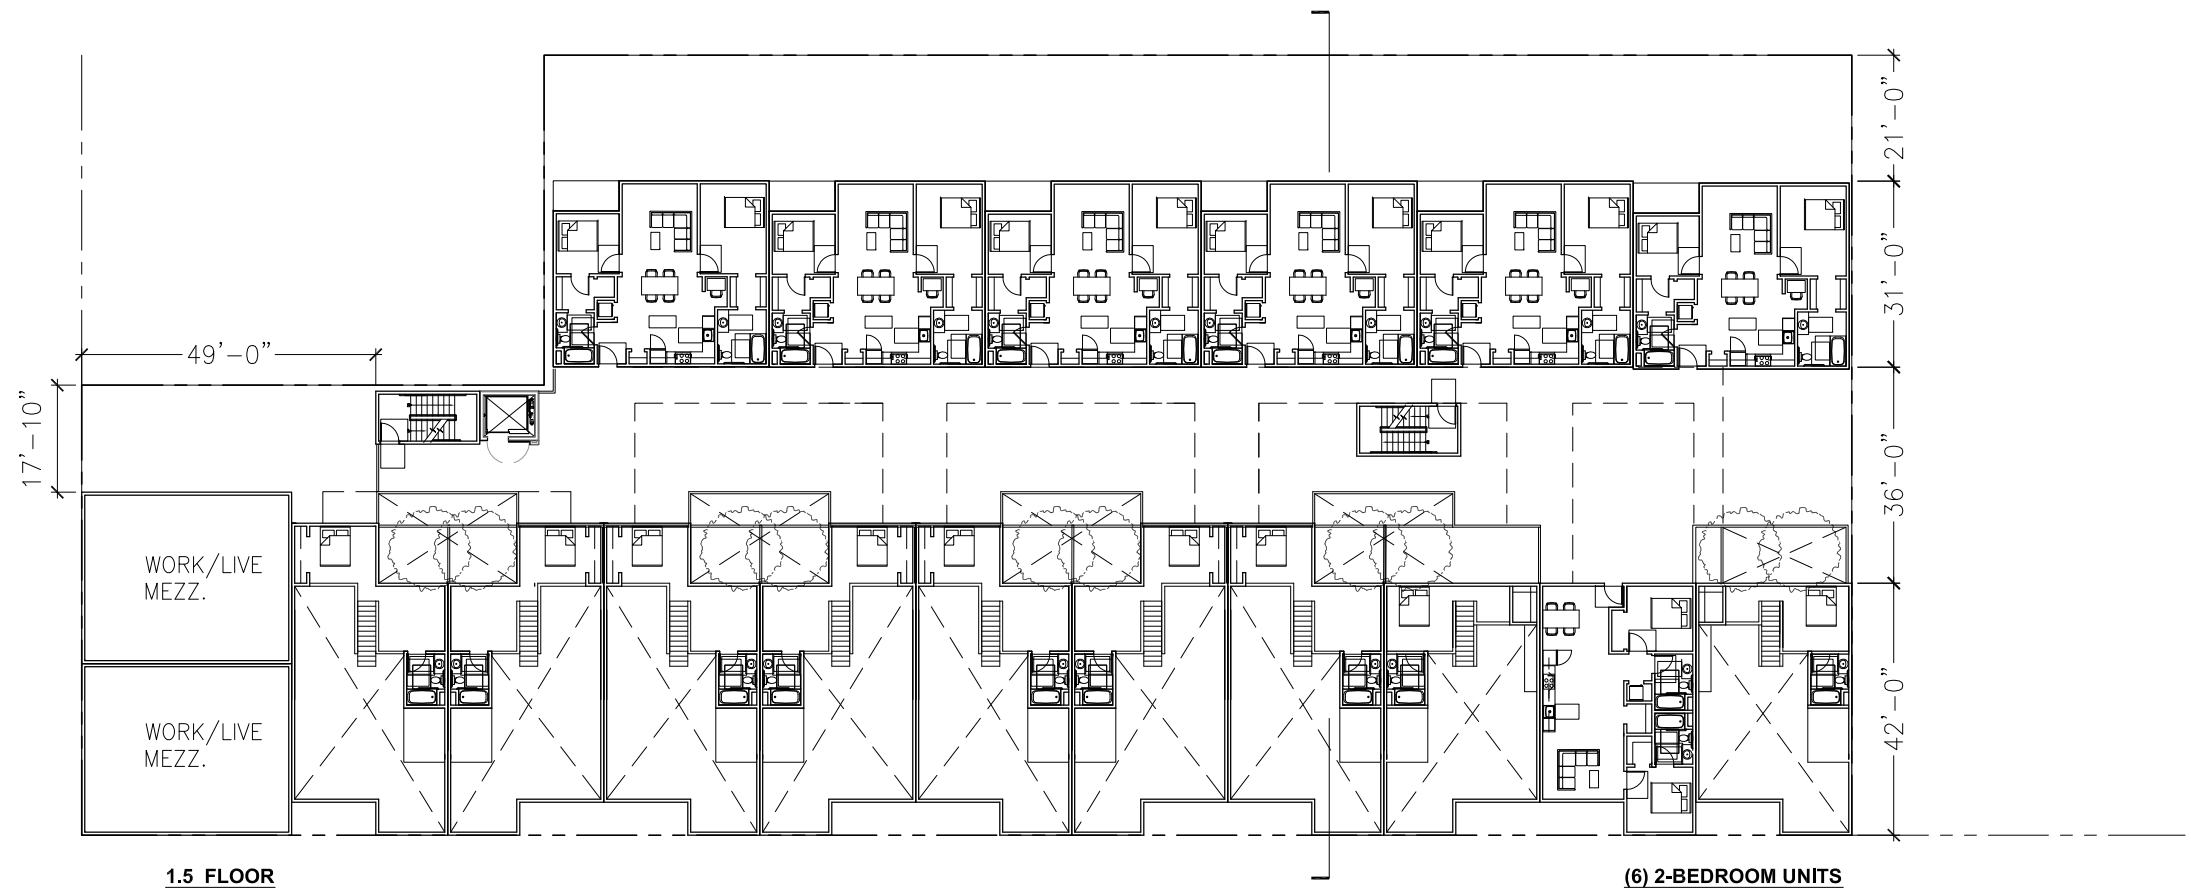 21’-0”
31’-0”
49’-0”
17’-10”
36’-0”
WORK/LIVE
MEZZ.
42’-0”
WORK/LIVE
MEZZ.
1.5 FLOOR
(6) 2-BEDROOM UNITS